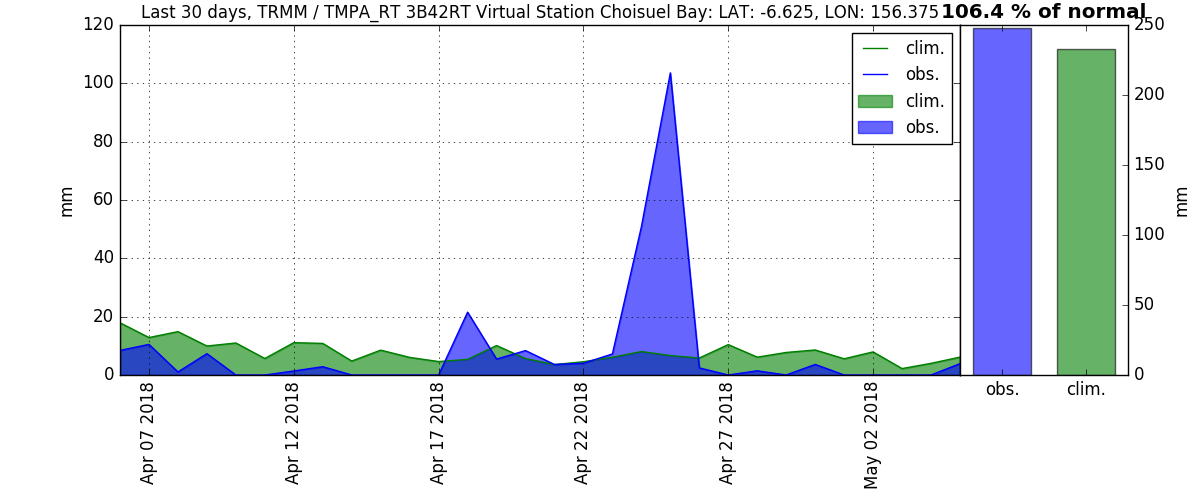 Last 30 days, TRMM / TMPA_RT 3B42RT Virtual Station Choisuel Bay: LAT: -6.625, LON: 156.375
106.4 % of normal
120
100
80
60
40
20
0
mm
clim.
obs.
clim.
obs.
Apr 07 2018
Apr 12 2018
Apr 17 2018
Apr 22 2018
Apr 27 2018
May 02 2018
250
200
150
100
50
0
mm
obs.
clim.